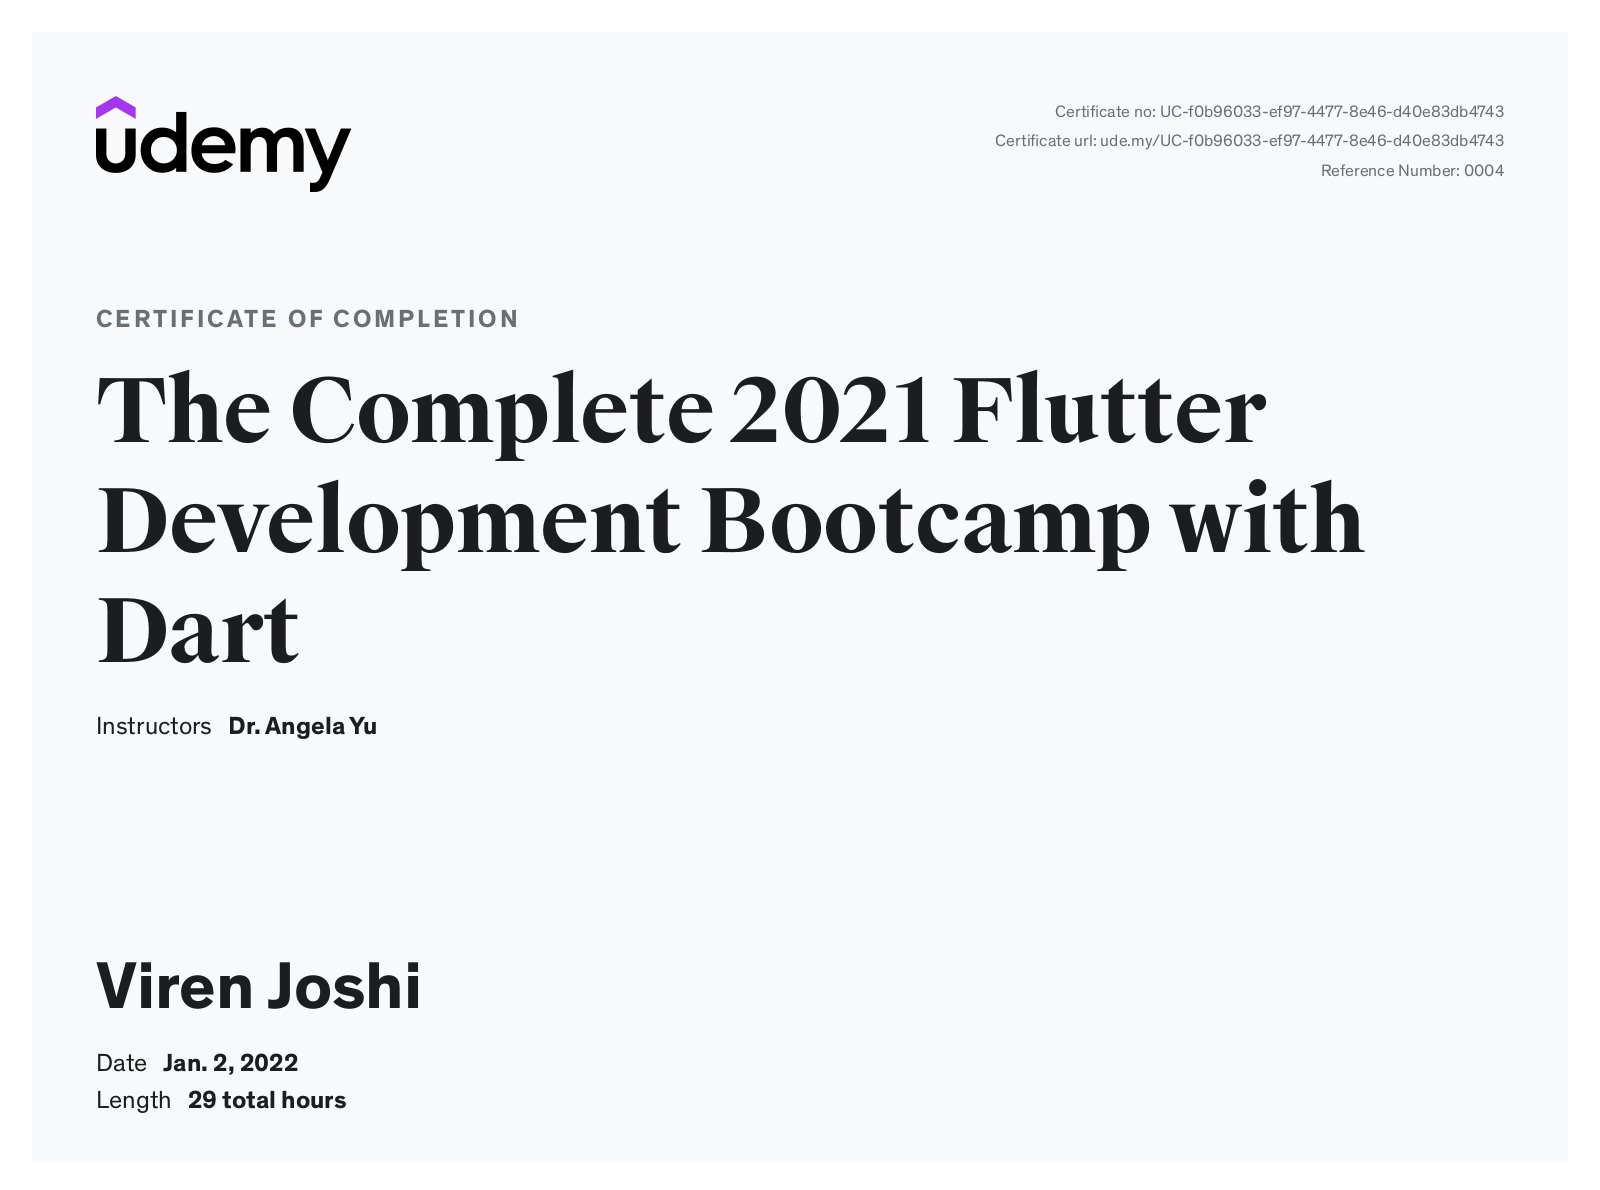 udemy
Certificate no: UC-f0b96033-ef97-4477-8e46-d40e83db4743
Certificate url: ude.my/UC-f0b96033-ef97-4477-8e46-d40e83db4743
Reference Number: 0004
CERTIFICATE OF COMPLETION
The Complete 2021 Flutter
Development Bootcamp with
Dart
Instructors Dr. Angela Yu
Viren Joshi
Date Jan. 2, 2022
Length 29 total hours